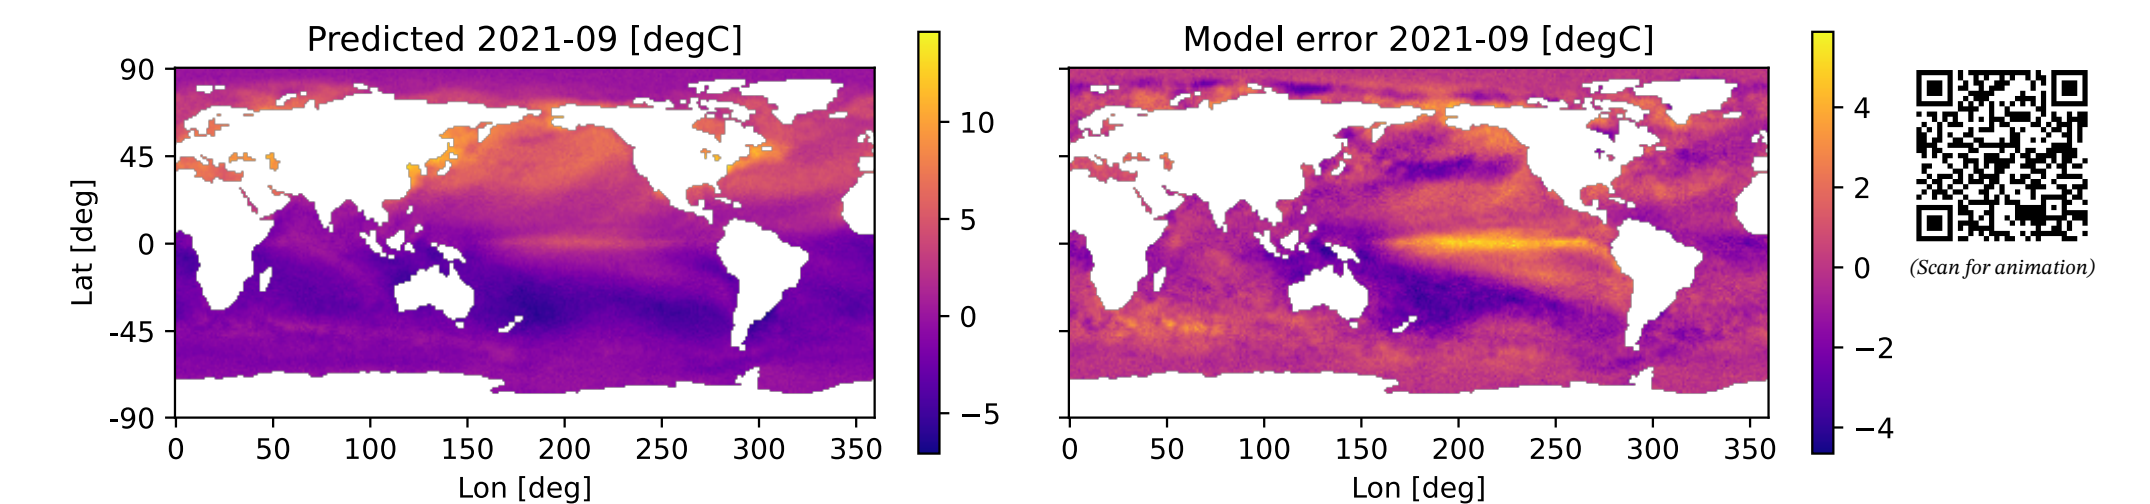 Predicted 2021-09 [degC]
90
45
0
-45
-90
Lat [deg]
0 50 100 150 200 250 300 350
Lon [deg]
10
5
0
−5
Model error 2021-09 [degC]
0 50 100 150 200 250 300 350
Lon [deg]
4
2
0
−2
−4
(Scan for animation)